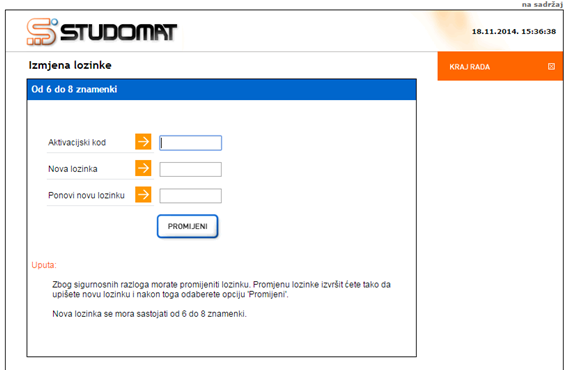 na sadržaj
STUDOMAT
18.11.2014. 15:36:38
Izmjena lozinke
KRAJ RADA
Od 6 do 8 znamenki
Aktivacijski kod
Nova lozinka
Ponovi novu lozinku
PROMIJENI
Uputa:
Zbog sigurnosnih razloga morate promijeniti lozinku. Promjenu lozinke izvršit ćete tako da
upišete novu lozinku i nakon toga odaberete opciju 'Promijeni'.
Nova lozinka se mora sastojati od 6 do 8 znamenki.